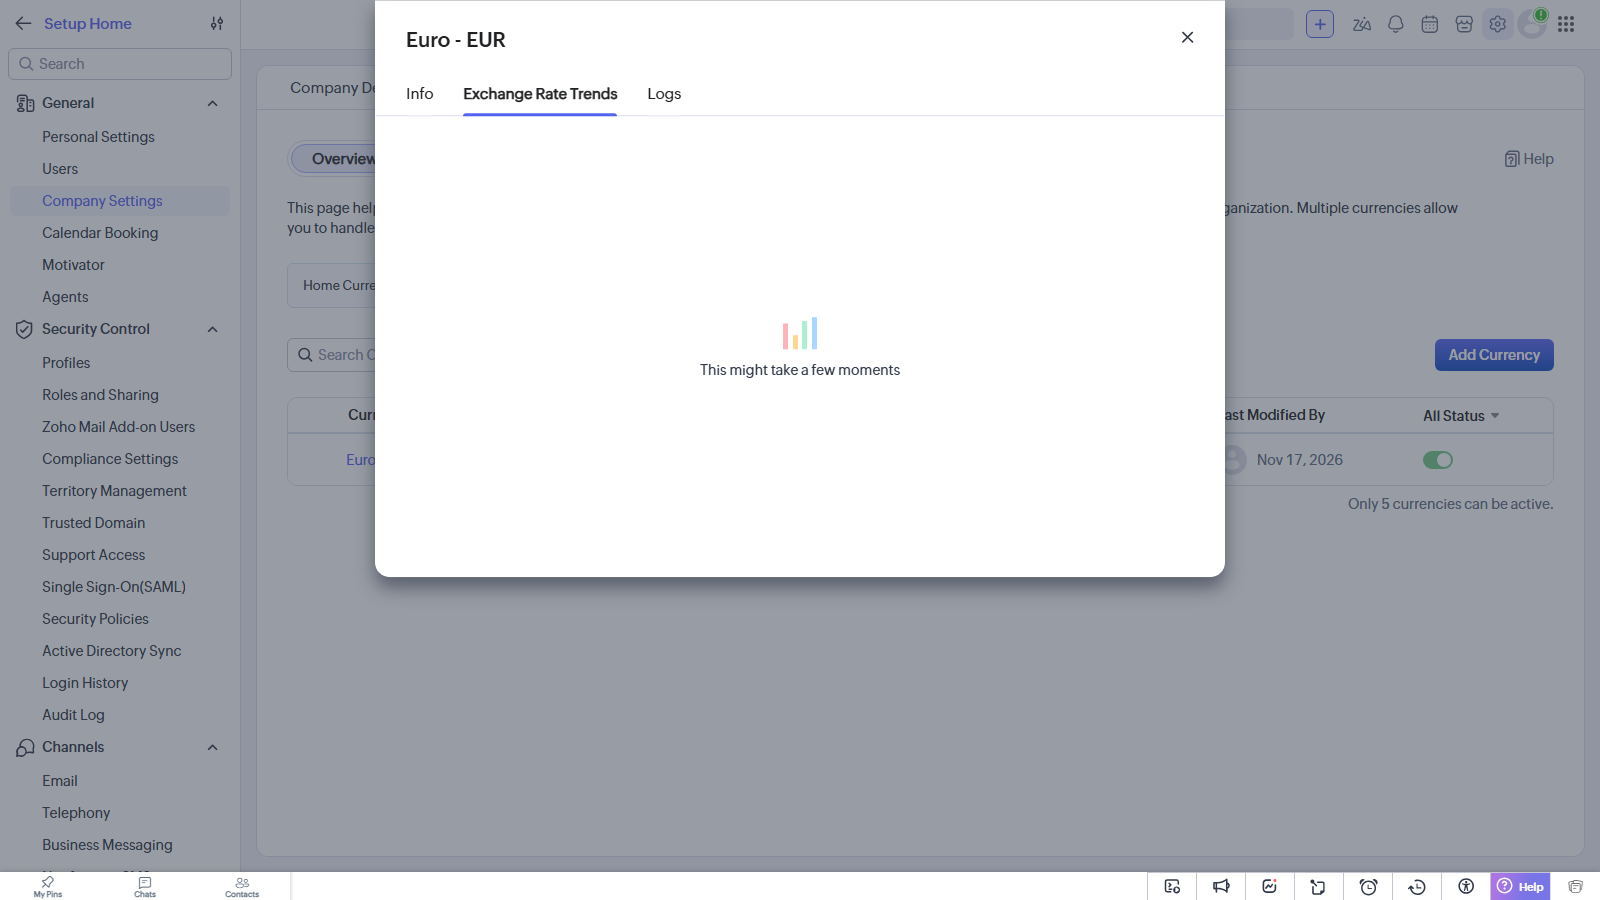 Setup Home
Search
General
Personal Settings
Users
Company Settings
Calendar Booking
Motivator
Agents
Security Control
Profiles
Roles and Sharing
Zoho Mail Add-on Users
Compliance Settings
Territory Management
Trusted Domain
Support Access
Single Sign-On(SAML)
Security Policies
Active Directory Sync
Login History
Audit Log
Channels
Email
Telephony
Business Messaging
Company De
Overview
Help
This page help
ganization. Multiple currencies allow
you to handle
Home Curre
Search C
Add Currency
Curr
ast Modified By
All Status
Euro
Nov 17, 2026
Only 5 currencies can be active.
Euro - EUR
Info
Exchange Rate Trends
Logs
This might take a few moments
My Pins
Chats
Contacts
Help